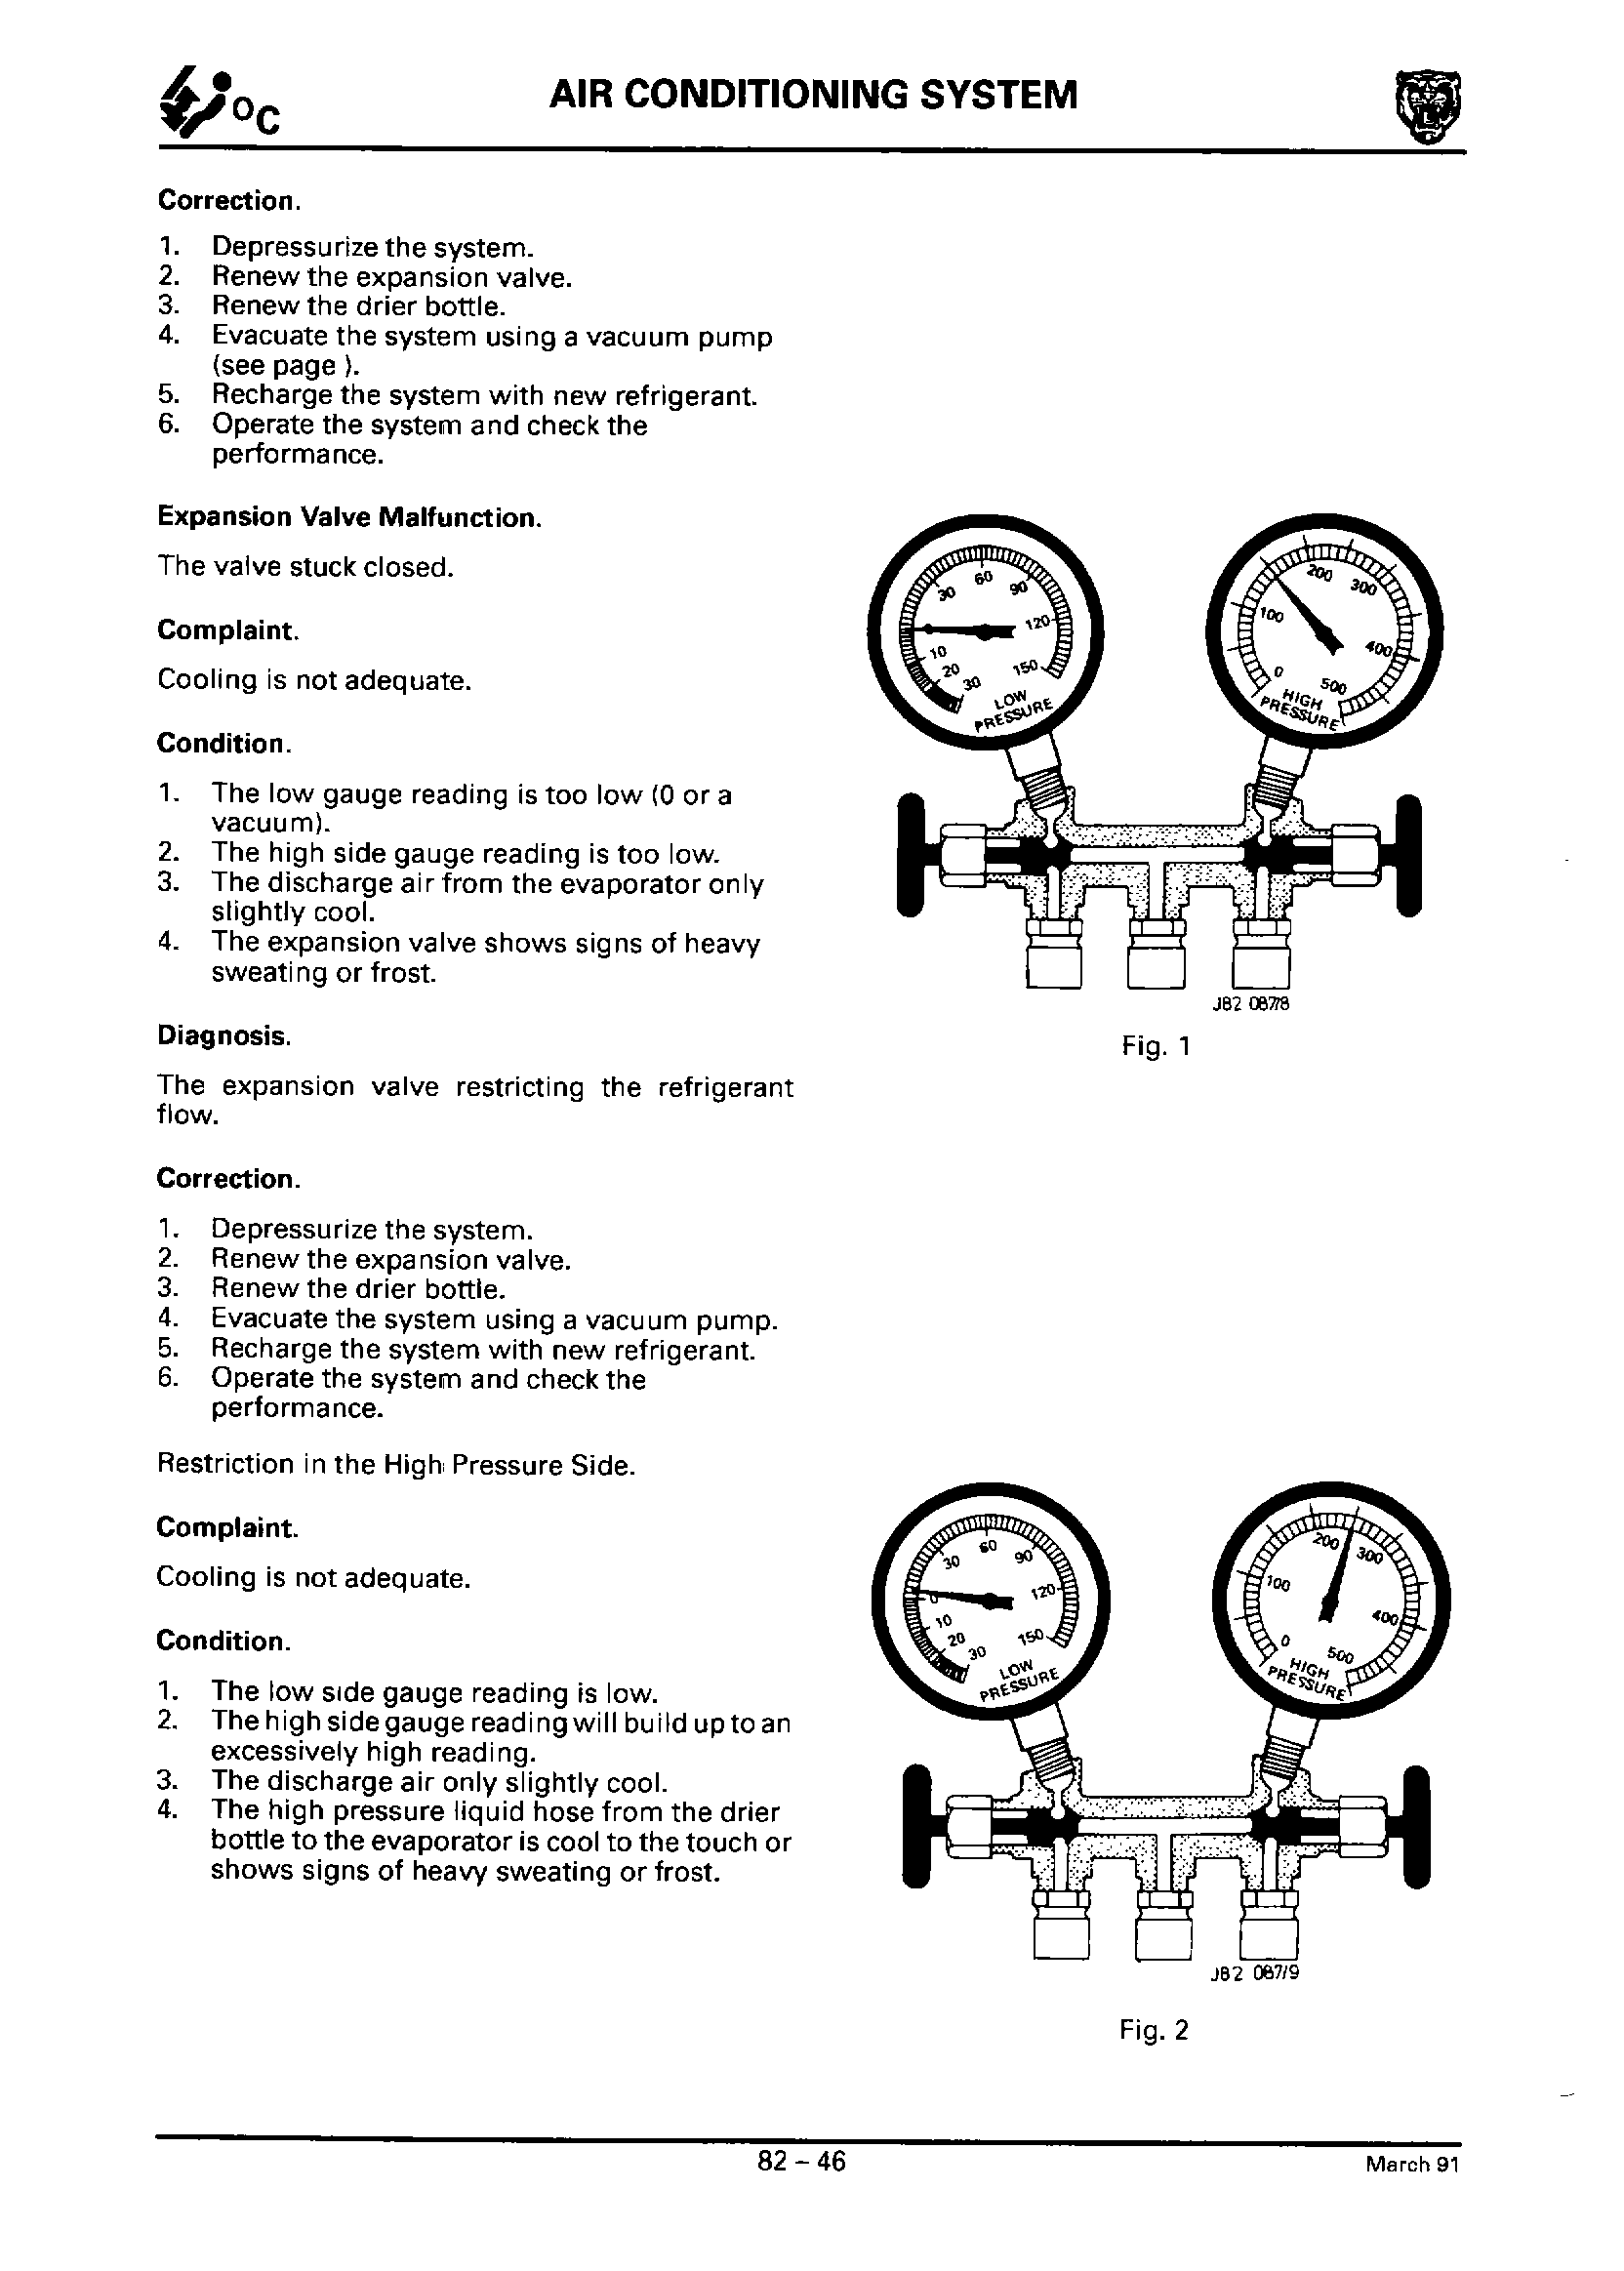 °C
AIR CONDITIONING SYSTEM
Correction.
1. Depressurize the system.
2. Renew the expansion valve.
3. Renew the drier bottle.
4. Evacuate the system using a vacuum pump
(see page ).
5. Recharge the system with new refrigerant.
6. Operate the system and check the
performance.
Expansion Valve Malfunction.
The valve stuck closed.
Complaint.
Cooling is not adequate.
Condition.
1. The low gauge reading is too low (0 or a
vacuum).
2. The high side gauge reading is too low.
3. The discharge air from the evaporator only
slightly cool.
4. The expansion valve shows signs of heavy
sweating or frost.
Diagnosis.
The expansion valve restricting the refrigerant
flow.
Correction.
1. Depressurize the system.
2. Renew the expansion valve.
3. Renew the drier bottle.
4. Evacuate the system using a vacuum pump.
5. Recharge the system with new refrigerant.
6. Operate the system and check the
performance.
Restriction in the High Pressure Side.
Complaint.
Cooling is not adequate.
Condition.
1. The low side gauge reading is low.
2. The high side gauge reading will build up to an
excessively high reading.
3. The discharge air only slightly cool.
4. The high pressure liquid hose from the drier
bottle to the evaporator is cool to the touch or
shows signs of heavy sweating or frost.
30 60 90 120 150
10 20 30
LOW
PRESSURE
0 100 200 300 400 500
HIGH
PRESSURE
J82 087/8
Fig. 1
0 30 60 90 120 150
10 20 30
LOW
PRESSURE
0 100 200 300 400 500
HIGH
PRESSURE
J82 087/9
Fig. 2
82 – 46
March 91